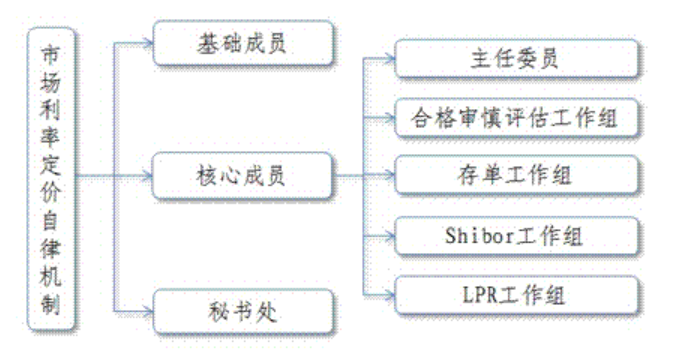 市场利率定价自律机制
基础成员
核心成员
秘书处
主任委员
合格审慎评估工作组
存单工作组
Shibor工作组
LPR工作组